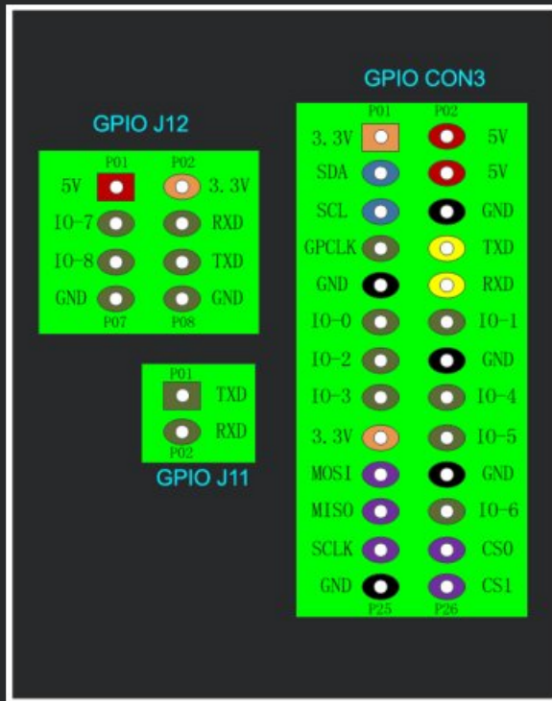 GPIO J12
P01 P02
5V 3.3V
IO-7 RXD
IO-8 TXD
GND GND
P07 P08
P01
TXD
RXD
P02
GPIO J11
GPIO CON3
P01 P02
3.3V 5V
SDA 5V
SCL GND
GPCLK TXD
GND RXD
IO-0 IO-1
IO-2 GND
IO-3 IO-4
3.3V IO-5
MOSI GND
MISO IO-6
SCLK CS0
GND CS1
P25 P26